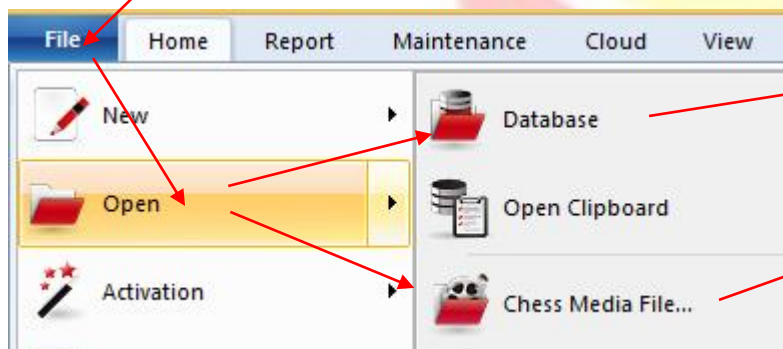 File Home Report Maintenance Cloud View
New
Open
Activation
Database
Open Clipboard
Chess Media File...